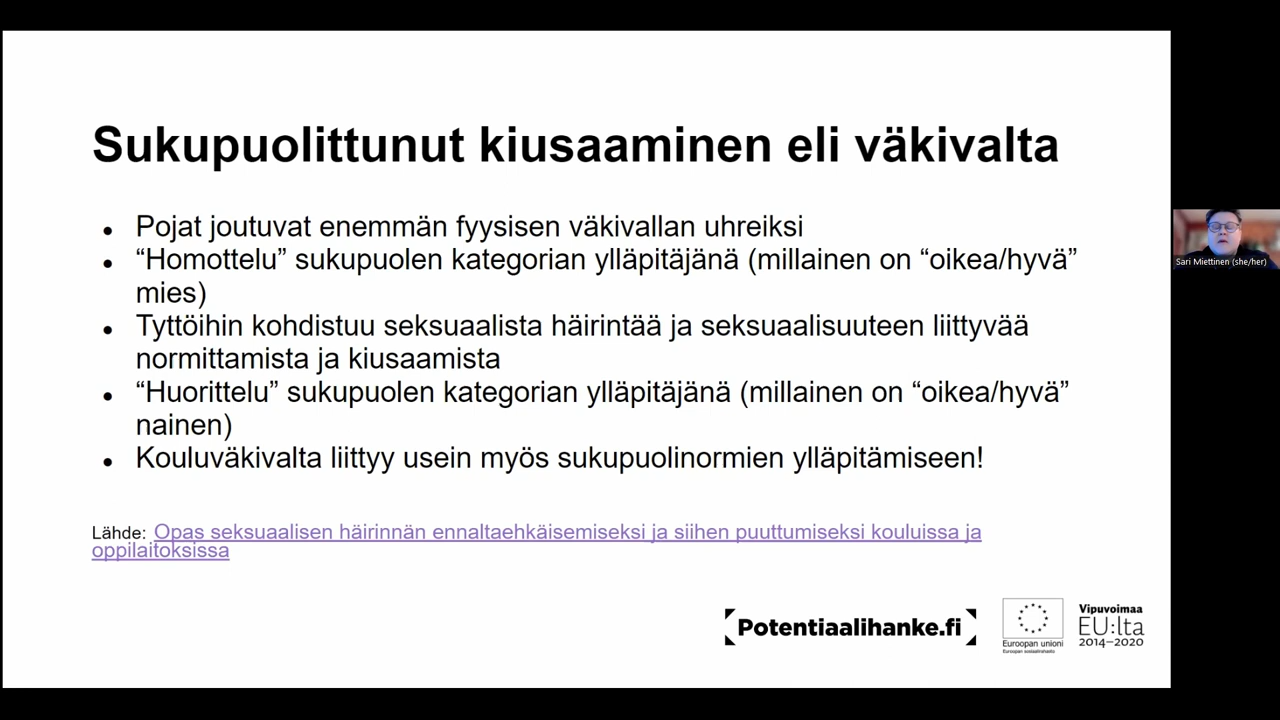 Sukupuolittunut kiusaaminen eli väkivalta
● Pojat joutuvat enemmän fyysisen väkivallan uhreiksi
● “Homottelu” sukupuolen kategorian ylläpitäjänä (millainen on “oikea/hyvä”
mies)
● Tyttöihin kohdistuu seksuaalista häirintää ja seksuaalisuuteen liittyvää
normittamista ja kiusaamista
● “Huorittelu” sukupuolen kategorian ylläpitäjänä (millainen on “oikea/hyvä”
nainen)
● Kouluväkivalta liittyy usein myös sukupuolinormien ylläpitämiseen!
Lähde: Opas seksuaalisen häirinnän ennaltaehkäisemiseksi ja siihen puuttumiseksi kouluissa ja
oppilaitoksissa
Potentiaalihanke.fi
Euroopan unioni
Euroopan sosiaalirahasto
Vipuvoimaa
EU:lta
2014–2020
Sari Miettinen (she/her)